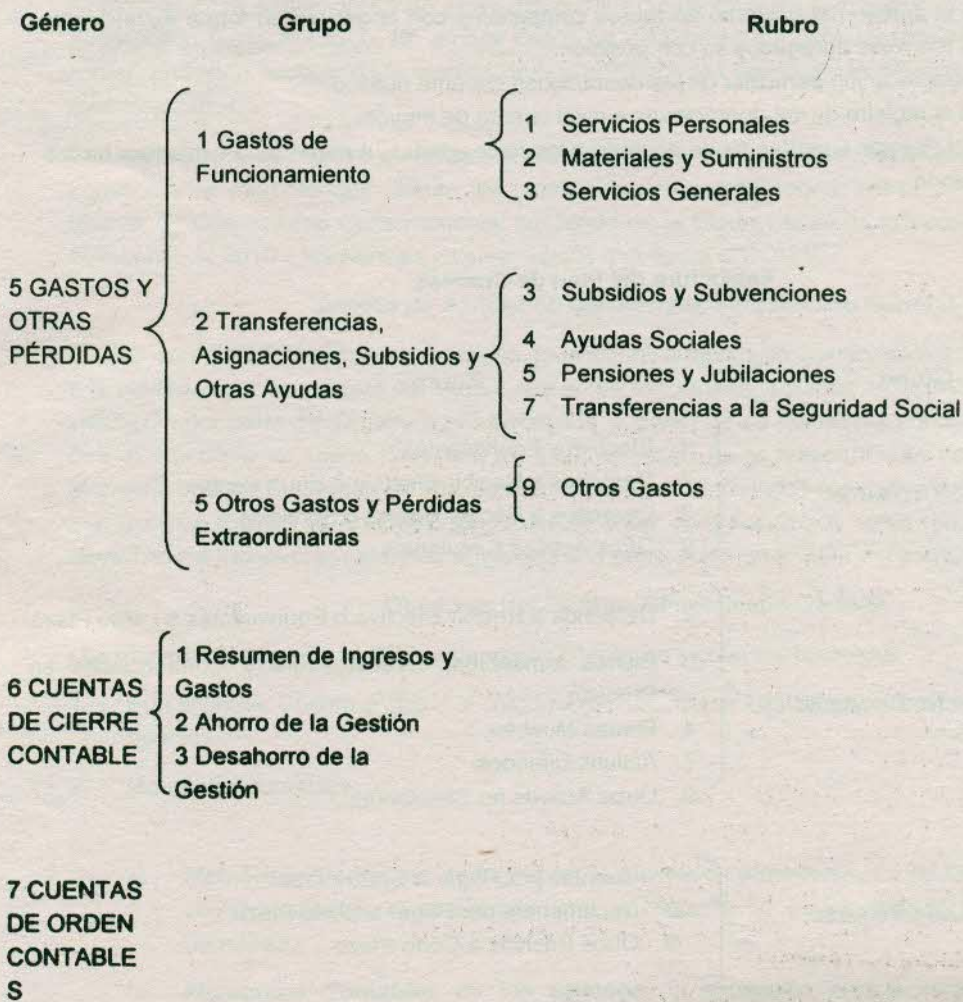 Género Grupo Rubro
1 Gastos de
Funcionamiento
1 Servicios Personales
2 Materiales y Suministros
3 Servicios Generales
5 GASTOS Y
OTRAS
PÉRDIDAS
2 Transferencias,
Asignaciones, Subsidios y
Otras Ayudas
3 Subsidios y Subvenciones
4 Ayudas Sociales
5 Pensiones y Jubilaciones
7 Transferencias a la Seguridad Social
5 Otros Gastos y Pérdidas
Extraordinarias
9 Otros Gastos
6 CUENTAS
DE CIERRE
CONTABLE
1 Resumen de Ingresos y
Gastos
2 Ahorro de la Gestión
3 Desahorro de la
Gestión
7 CUENTAS
DE ORDEN
CONTABLE
S